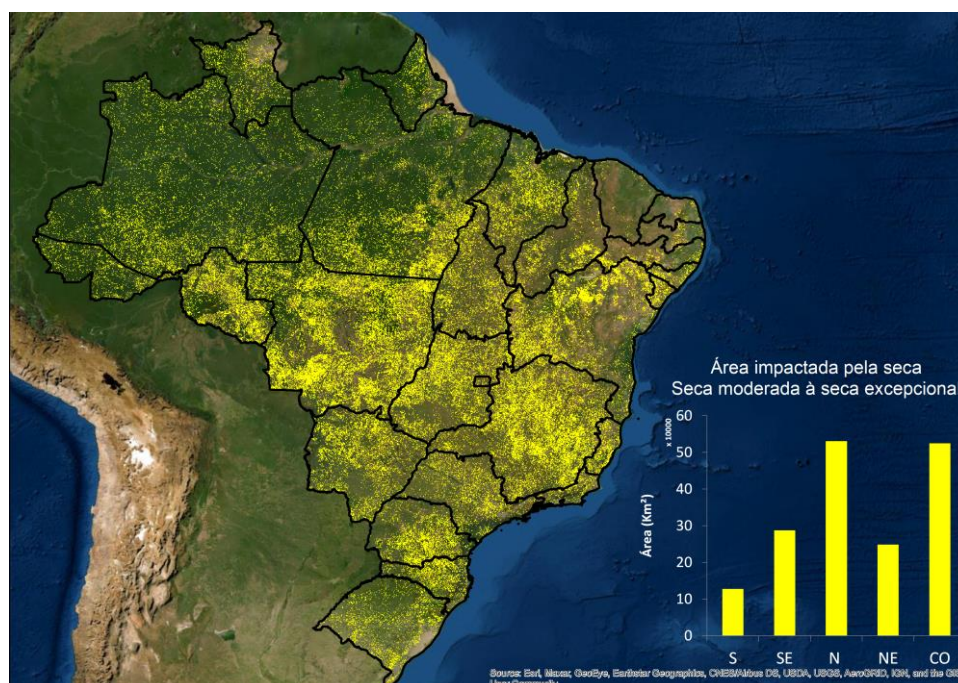 Área impactada pela seca
Seca moderada à seca excepciona
x 10000
Área (Km²)
60
50
40
30
20
10
0
S SE N NE CO
Source: Esri, Maxar, GeoEye, Earthstar Geographics, CNES/Airbus DS, USDA, USGS, AeroGRID, IGN, and the GIS